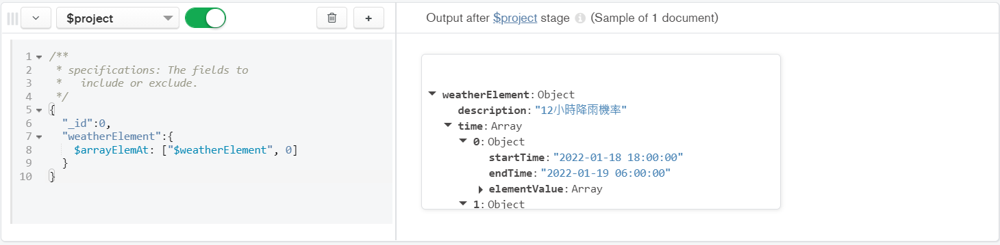 $project
Output after $project stage (Sample of 1 document)
1 /**
2 * specifications: The fields to
3 *   include or exclude.
4 */
5 {
6 "_id":0,
7 "weatherElement":{
8 $arrayElemAt: ["$weatherElement", 0]
9 }
10 }
weatherElement:Object
description:"12小時降雨機率"
time:Array
0:Object
startTime:"2022-01-18 18:00:00"
endTime:"2022-01-19 06:00:00"
elementValue:Array
1:Object